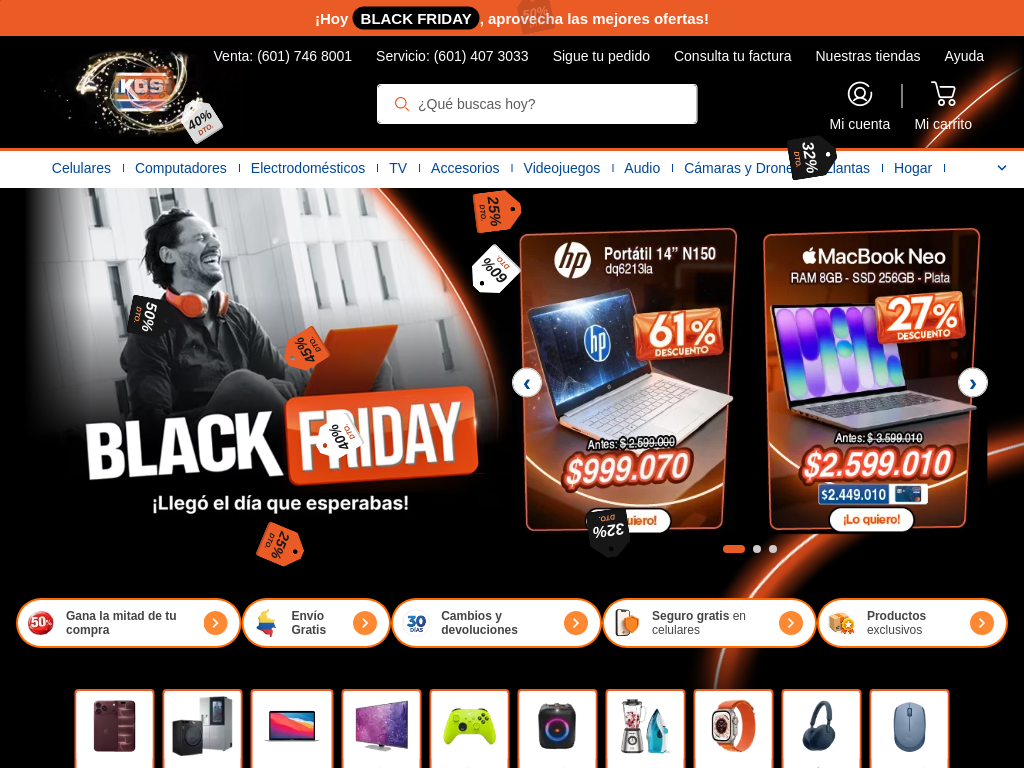 ¡Hoy BLACK FRIDAY, aprovecha las mejores ofertas!
50%
Venta: (601) 746 8001
Servicio: (601) 407 3033
Sigue tu pedido
Consulta tu factura
Nuestras tiendas
Ayuda
KOS
40% DTO.
¿Qué buscas hoy?
Mi cuenta
Mi carrito
Celulares
Computadores
Electrodomésticos
TV
Accesorios
Videojuegos
Audio
Cámaras y Drone
Llantas
Hogar
32% DTO.
25% DTO.
60% DTO.
50% DTO.
45% DTO.
40% DTO.
BLACK FRIDAY
¡Llegó el día que esperabas!
25% DTO.
hp
Portátil 14” N150
dq6213la
hp
61% DESCUENTO
Antes: $ 2.599.000
$999.070
uiero!
32% DTO.
MacBook Neo
RAM 8GB - SSD 256GB - Plata
27% DESCUENTO
Antes: $ 3.599.010
$2.599.010
$2.449.010
¡Lo quiero!
50%
Gana la mitad de tu
compra
Envío
Gratis
30 DÍAS
Cambios y
devoluciones
Seguro gratis en
celulares
Productos
exclusivos